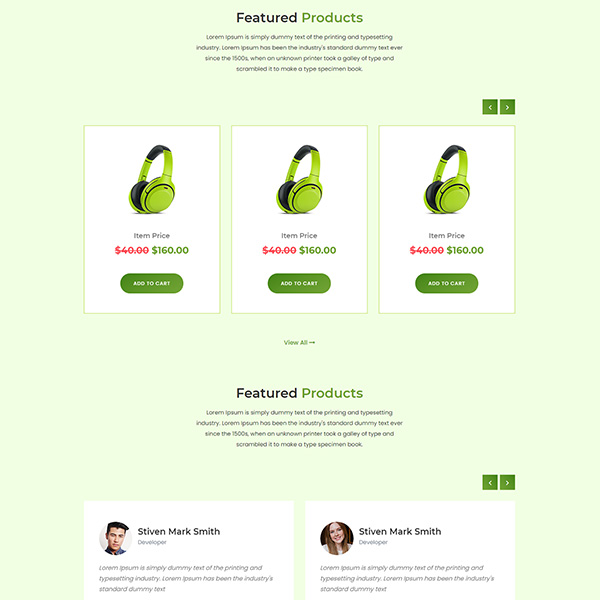 Featured Products
Lorem Ipsum is simply dummy text of the printing and typesetting
industry. Lorem Ipsum has been the industry's standard dummy text ever
since the 1500s, when an unknown printer took a galley of type and
scrambled it to make a type specimen book.
Item Price Item Price Item Price
$40.00 $160.00 $40.00 $160.00 $40.00 $160.00
ADD TO CART ADD TO CART ADD TO CART
View All
Featured Products
Lorem Ipsum is simply dummy text of the printing and typesetting
industry. Lorem Ipsum has been the industry's standard dummy text ever
since the 1500s, when an unknown printer took a galley of type and
scrambled it to make a type specimen book.
Stiven Mark Smith
Developer
Lorem Ipsum is simply dummy text of the printing and
typesetting industry. Lorem Ipsum has been the industry's
standard dummy text
Stiven Mark Smith
Developer
Lorem Ipsum is simply dummy text of the printing and
typesetting industry. Lorem Ipsum has been the industry's
standard dummy text